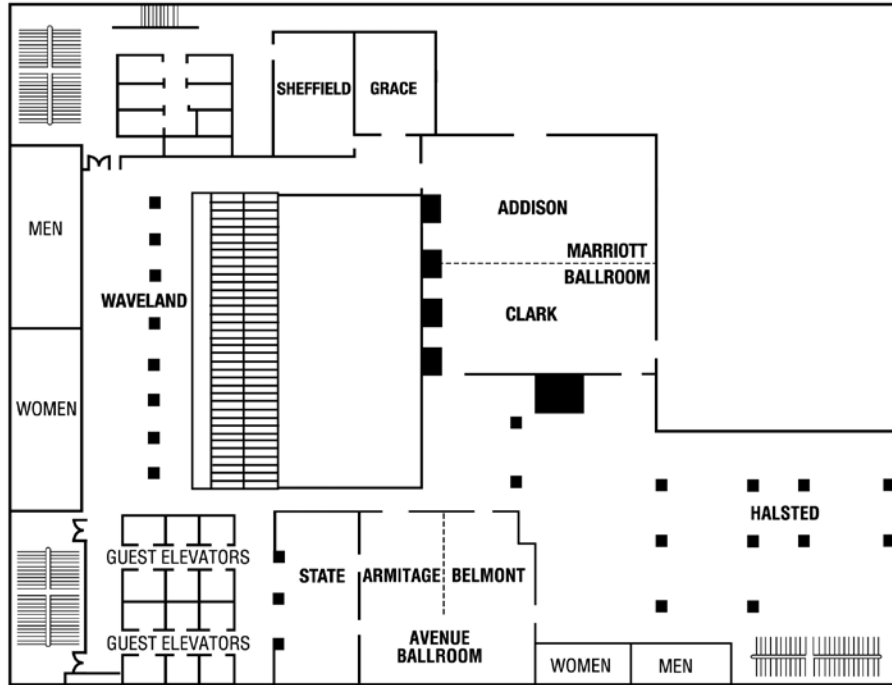 SHEFFIELD
GRACE
ADDISON
MEN
MARRIOTT
BALLROOM
WAVELAND
CLARK
WOMEN
HALSTED
GUEST ELEVATORS
STATE
ARMITAGE
BELMONT
GUEST ELEVATORS
AVENUE
BALLROOM
WOMEN
MEN